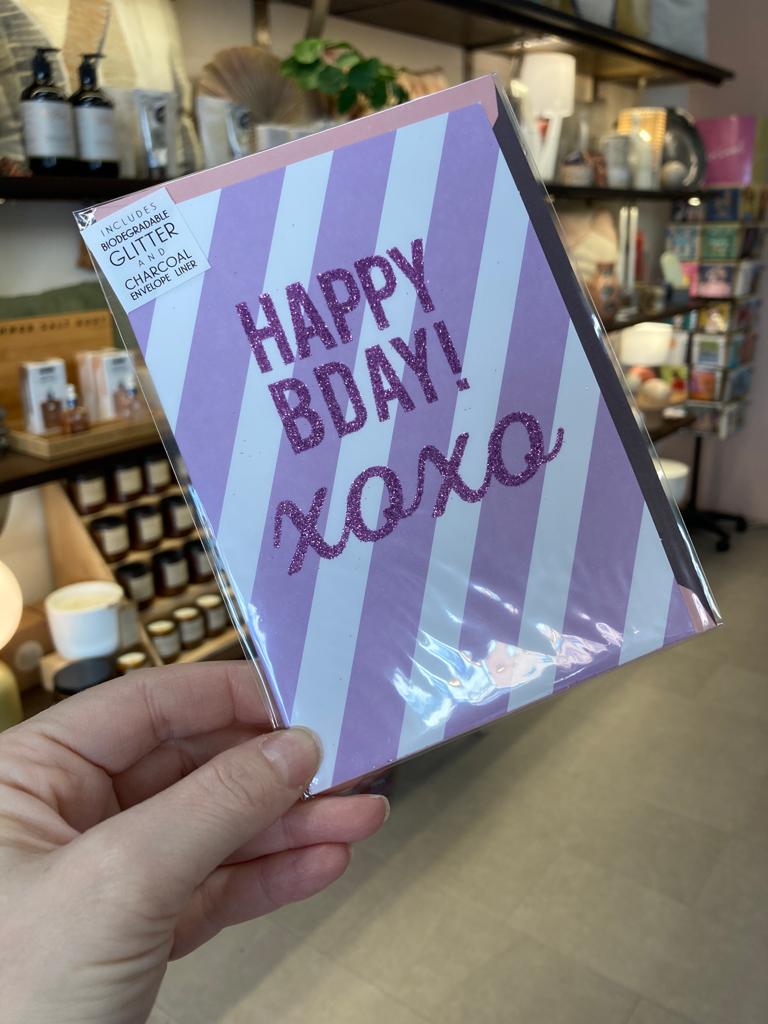 INCLUDES
BIODEGRADABLE
GLITTER
AND
CHARCOAL
ENVELOPE LINER
HAPPY
BDAY!
xoxo